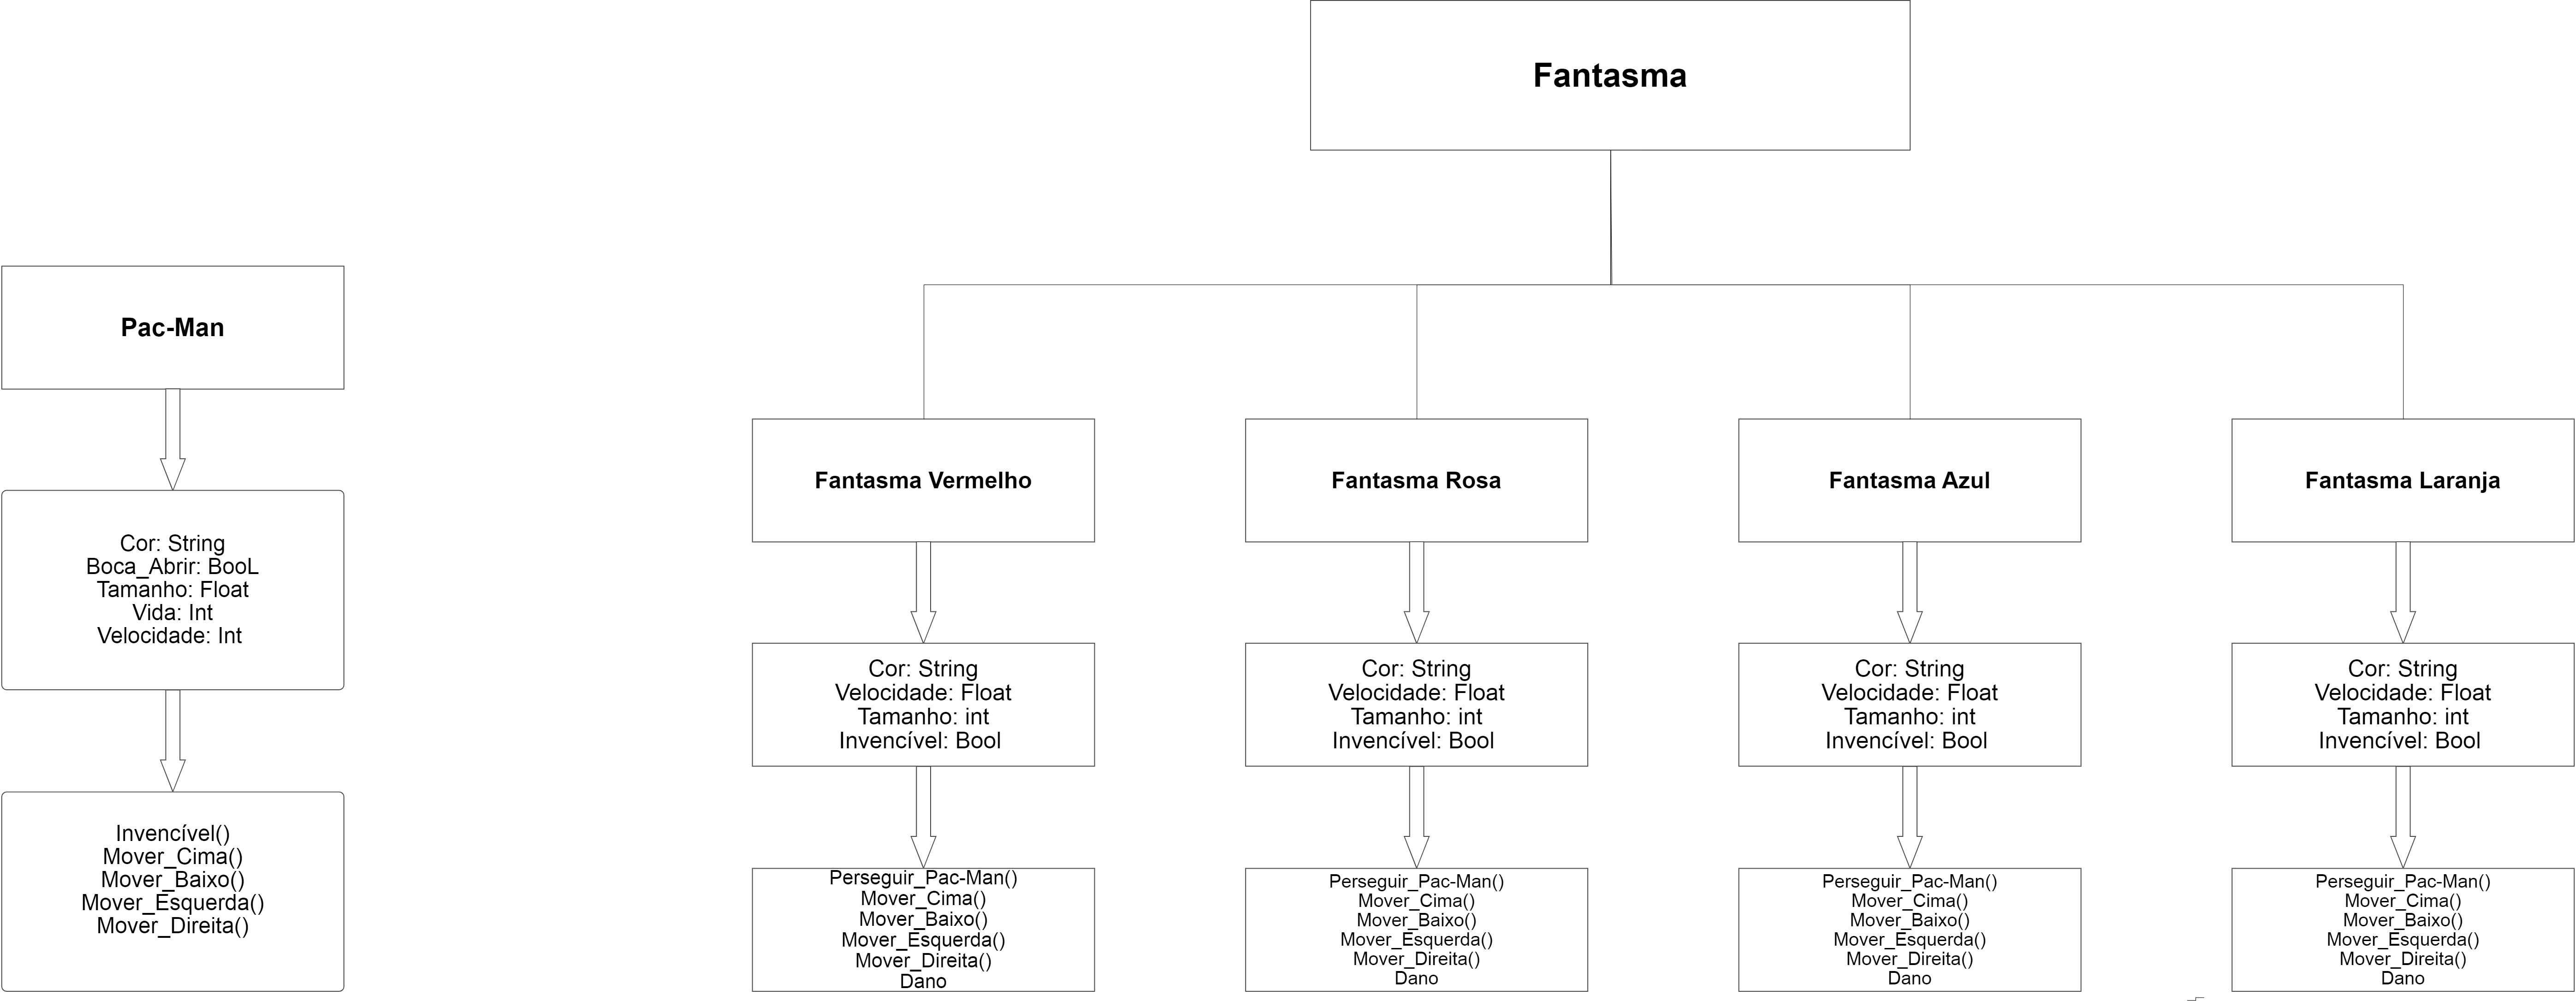 Fantasma
Pac-Man
Cor: String
Boca_Abrir: BooL
Tamanho: Float
Vida: Int
Velocidade: Int
Invencível()
Mover_Cima()
Mover_Baixo()
Mover_Esquerda()
Mover_Direita()
Fantasma Vermelho
Cor: String
Velocidade: Float
Tamanho: int
Invencível: Bool
Perseguir_Pac-Man()
Mover_Cima()
Mover_Baixo()
Mover_Esquerda()
Mover_Direita()
Dano
Fantasma Rosa
Cor: String
Velocidade: Float
Tamanho: int
Invencível: Bool
Perseguir_Pac-Man()
Mover_Cima()
Mover_Baixo()
Mover_Esquerda()
Mover_Direita()
Dano
Fantasma Azul
Cor: String
Velocidade: Float
Tamanho: int
Invencível: Bool
Perseguir_Pac-Man()
Mover_Cima()
Mover_Baixo()
Mover_Esquerda()
Mover_Direita()
Dano
Fantasma Laranja
Cor: String
Velocidade: Float
Tamanho: int
Invencível: Bool
Perseguir_Pac-Man()
Mover_Cima()
Mover_Baixo()
Mover_Esquerda()
Mover_Direita()
Dano